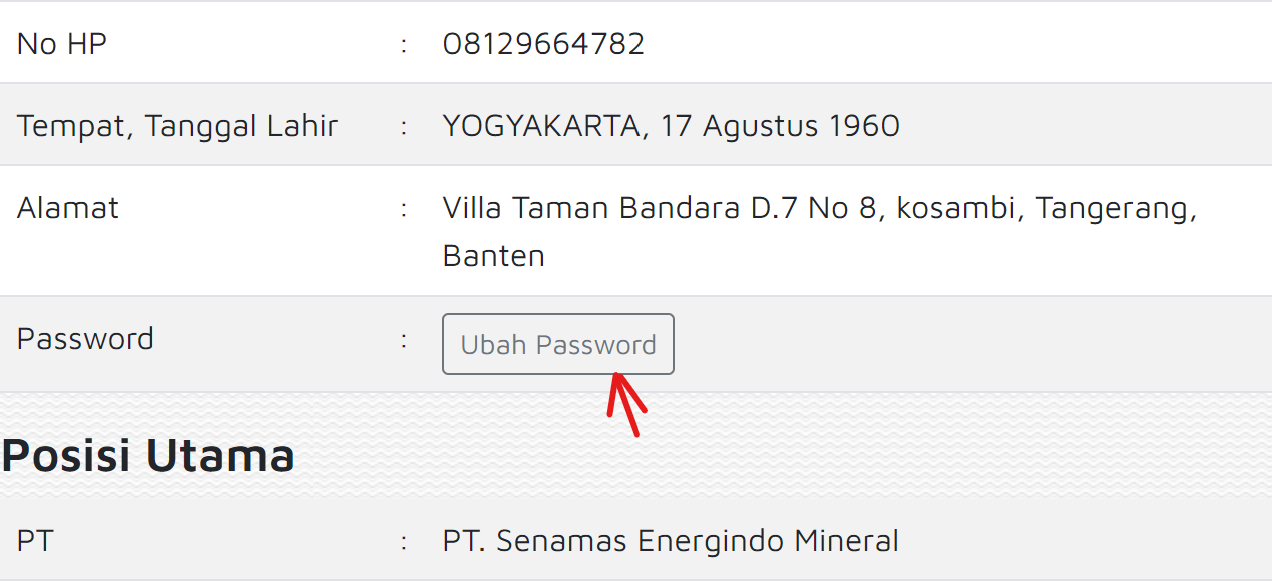 No HP : 08129664782
Tempat, Tanggal Lahir : YOGYAKARTA, 17 Agustus 1960
Alamat : Villa Taman Bandara D.7 No 8, kosambi, Tangerang,
Banten
Password : Ubah Password
Posisi Utama
PT : PT. Senamas Energindo Mineral